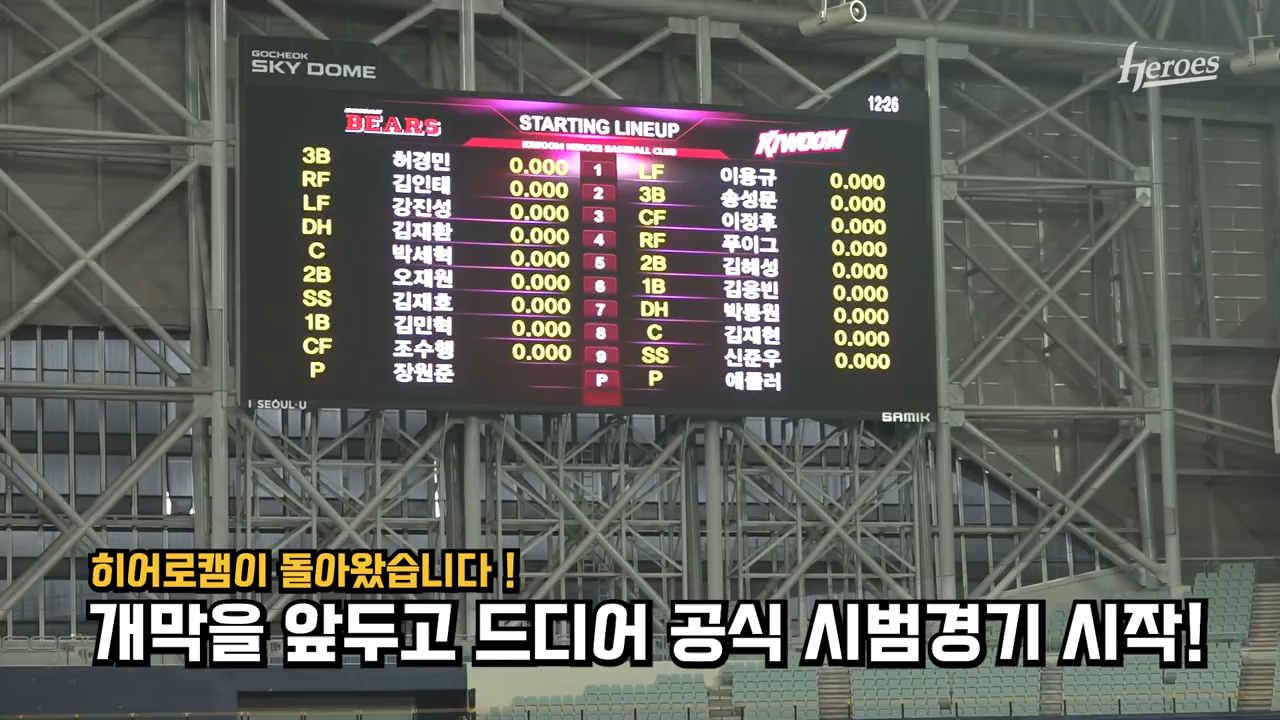 GOCHEOK
SKY DOME
Heroes
12:26
BEARS
STARTING LINEUP
KIWOOM
KIWOOM HEROES BASEBALL CLUB
3B 허경민 0.000 1 LF 이용규 0.000
RF 김인태 0.000 2 3B 송성문 0.000
LF 강진성 0.000 3 CF 이정후 0.000
DH 김재환 0.000 4 RF 푸이그 0.000
C 박세혁 0.000 5 2B 김혜성 0.000
2B 오재원 0.000 6 1B 김웅빈 0.000
SS 김재호 0.000 7 DH 박동원 0.000
1B 김민혁 0.000 8 C 김재현 0.000
CF 조수행 0.000 9 SS 신준우 0.000
P 장원준 P P 애플러
I SEOUL·U
SAMIK
히어로캠이 돌아왔습니다 !
개막을 앞두고 드디어 공식 시범경기 시작!